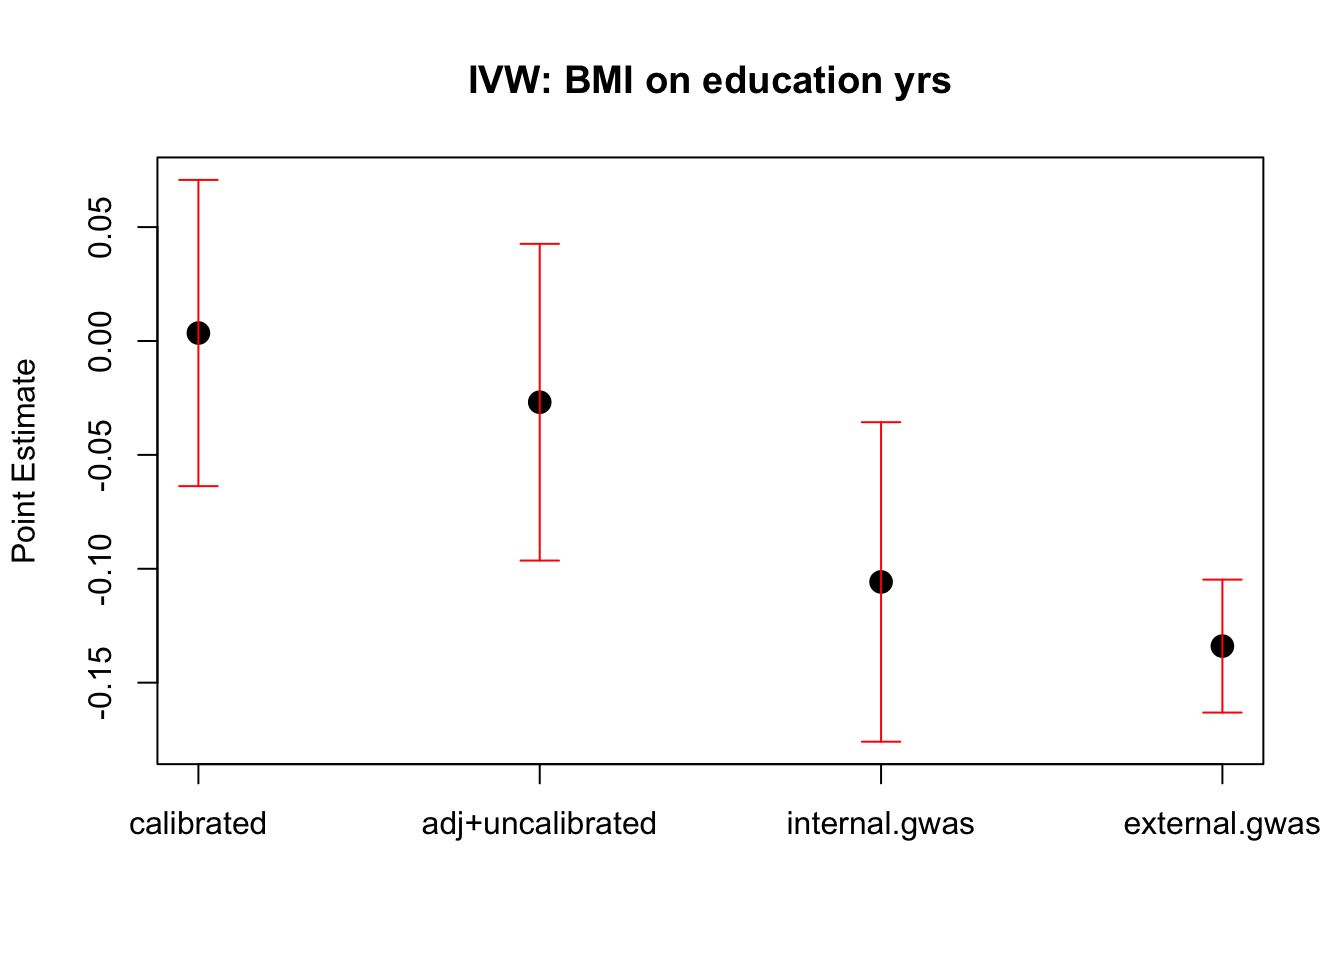 IVW: BMI on education yrs
Point Estimate
0.05
0.00
-0.05
-0.10
-0.15
calibrated
adj+uncalibrated
internal.gwas
external.gwas